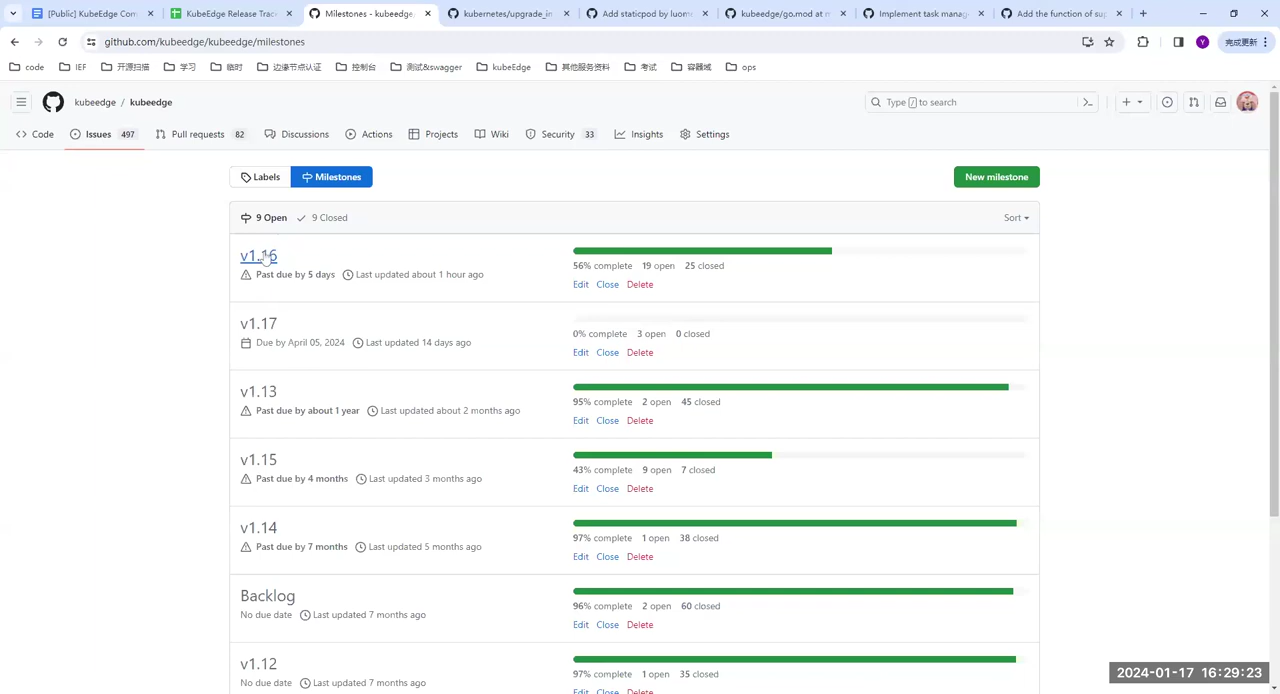 [Public] KubeEdge Com
KubeEdge Release Trac
Milestones - kubeedge
kubernetes/upgrade_in
Add staticpod by luome
kubeedge/go.mod at m
Implement task manag
Add the function of sup
github.com/kubeedge/kubeedge/milestones
Y
完成更新
code
IEF
开源扫描
学习
临时
边缘节点认证
控制台
测试&swagger
kubeedge
其他服务资料
考试
容器域
ops
kubeedge / kubeedge
Type / to search
Code
Issues 497
Pull requests 82
Discussions
Actions
Projects
Wiki
Security 33
Insights
Settings
Labels
Milestones
New milestone
9 Open
9 Closed
Sort
v1.16
56% complete 19 open 25 closed
Past due by 5 days Last updated about 1 hour ago
Edit Close Delete
v1.17
0% complete 3 open 0 closed
Due by April 05, 2024 Last updated 14 days ago
Edit Close Delete
v1.13
95% complete 2 open 45 closed
Past due by about 1 year Last updated about 2 months ago
Edit Close Delete
v1.15
43% complete 9 open 7 closed
Past due by 4 months Last updated 3 months ago
Edit Close Delete
v1.14
97% complete 1 open 38 closed
Past due by 7 months Last updated 5 months ago
Edit Close Delete
Backlog
96% complete 2 open 60 closed
No due date Last updated 7 months ago
Edit Close Delete
v1.12
97% complete 1 open 35 closed
No due date Last updated 7 months ago
Edit Close Delete
2024-01-17 16:29:23